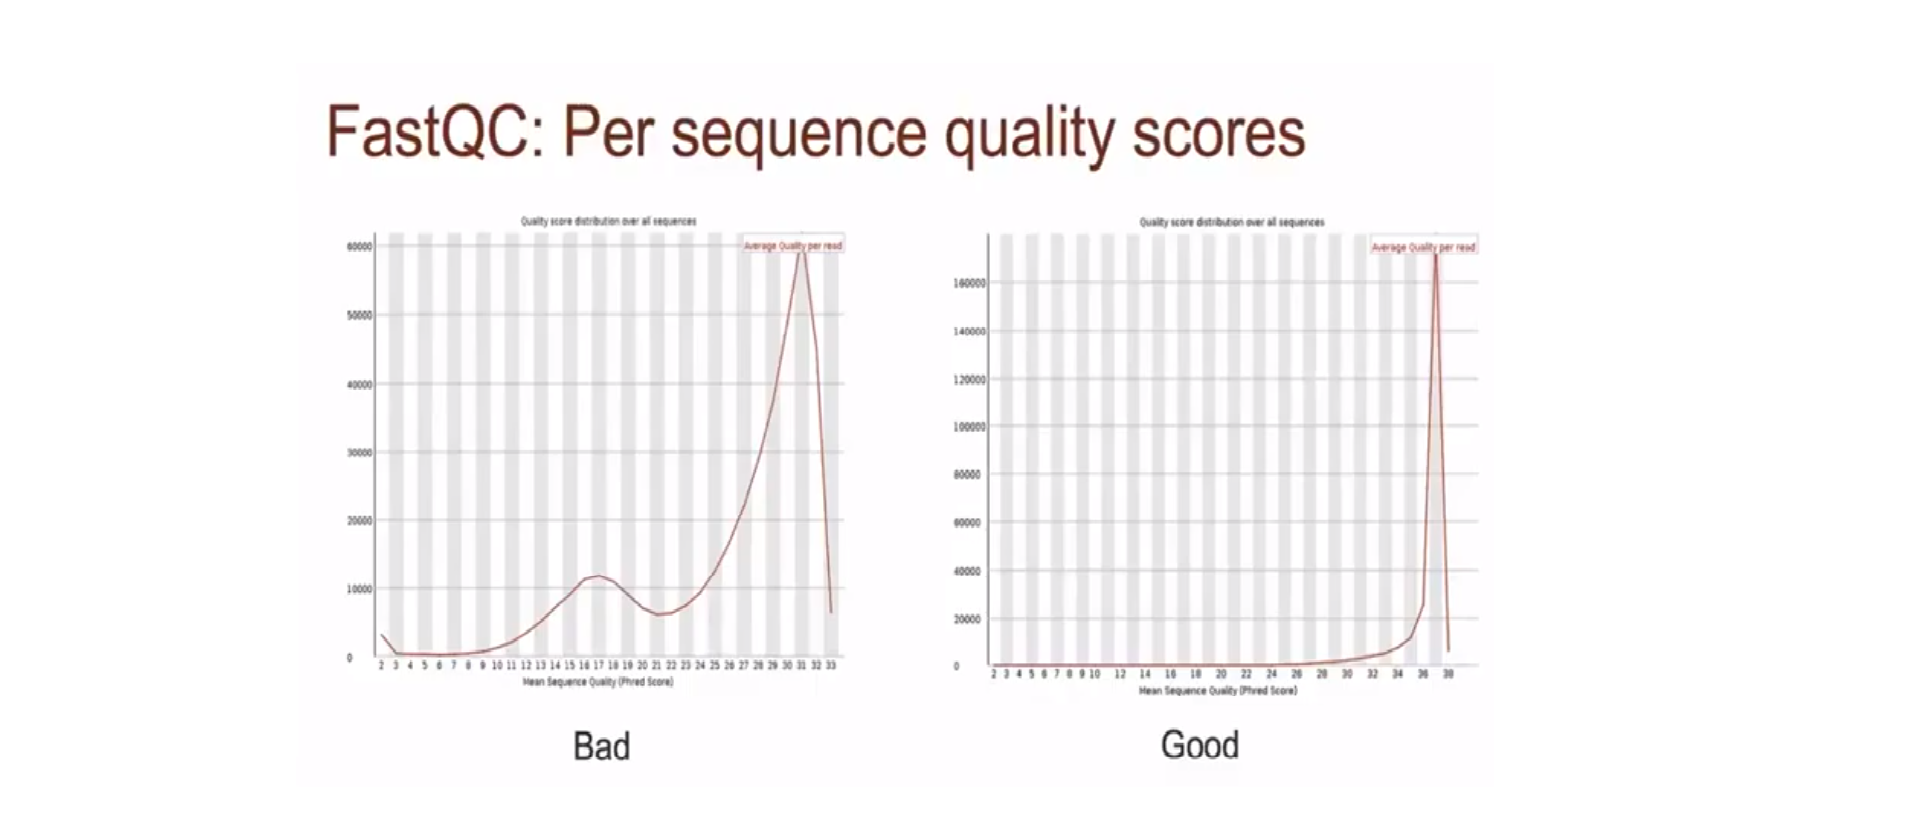 FastQC: Per sequence quality scores
Quality score distribution over all sequences
Average Quality per read
60000
50000
40000
30000
20000
10000
0
2 3 4 5 6 7 8 9 10 11 12 13 14 15 16 17 18 19 20 21 22 23 24 25 26 27 28 29 30 31 32 33
Mean Sequence Quality (Phred Score)
Bad
Quality score distribution over all sequences
Average Quality per read
160000
140000
120000
100000
80000
60000
40000
20000
0
2 3 4 5 6 7 8 9 10 12 14 16 18 20 22 24 26 28 30 32 34 36 38
Mean Sequence Quality (Phred Score)
Good